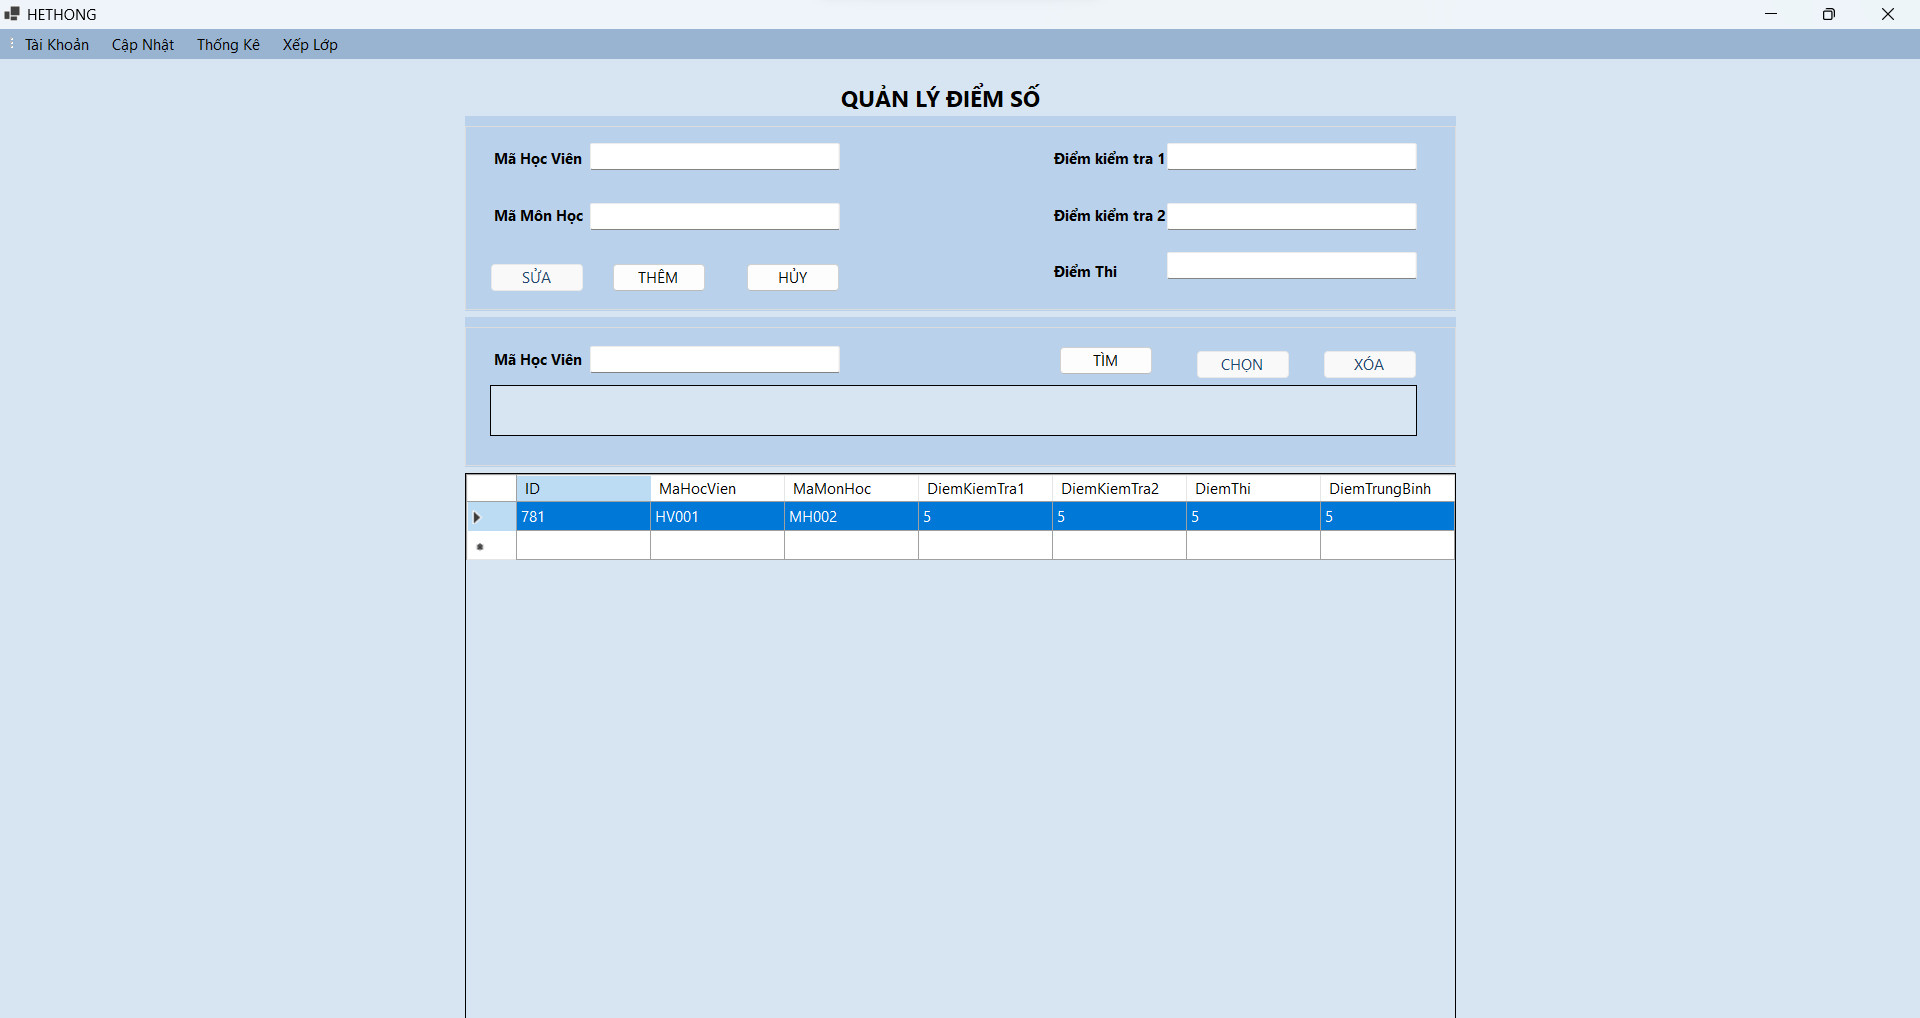 HETHONG
Tài Khoản Cập Nhật Thống Kê Xếp Lớp
QUẢN LÝ ĐIỂM SỐ
Mã Học Viên
Điểm kiểm tra 1
Mã Môn Học
Điểm kiểm tra 2
SỬA THÊM HỦY
Điểm Thi
Mã Học Viên
TÌM CHỌN XÓA
ID MaHocVien MaMonHoc DiemKiemTra1 DiemKiemTra2 DiemThi DiemTrungBinh
781 HV001 MH002 5 5 5 5